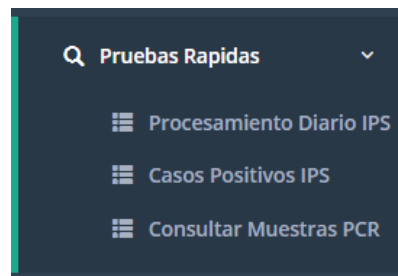 Pruebas Rapidas
Procesamiento Diario IPS
Casos Positivos IPS
Consultar Muestras PCR